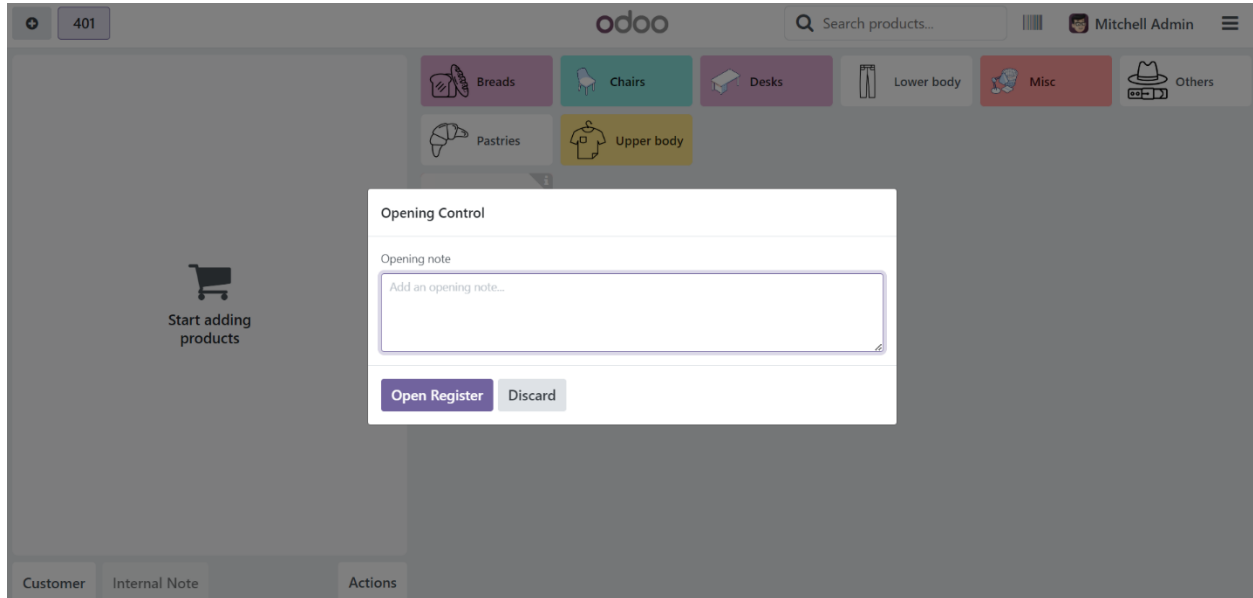 401
odoo
Search products...
Mitchell Admin
Breads
Chairs
Desks
Lower body
Misc
Others
Pastries
Upper body
i
Opening Control
Opening note
Add an opening note...
Start adding
products
Open Register
Discard
Customer
Internal Note
Actions